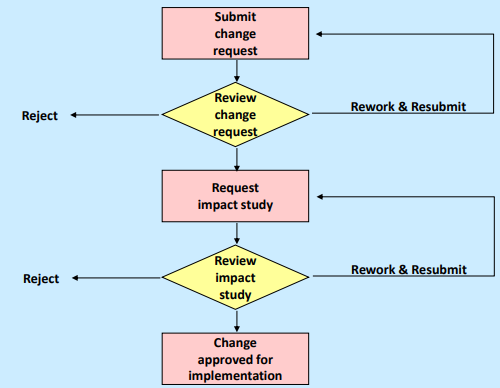 Submit
change
request
Review
change
request
Reject
Rework & Resubmit
Request
impact study
Review
impact
study
Reject
Rework & Resubmit
Change
approved for
implementation